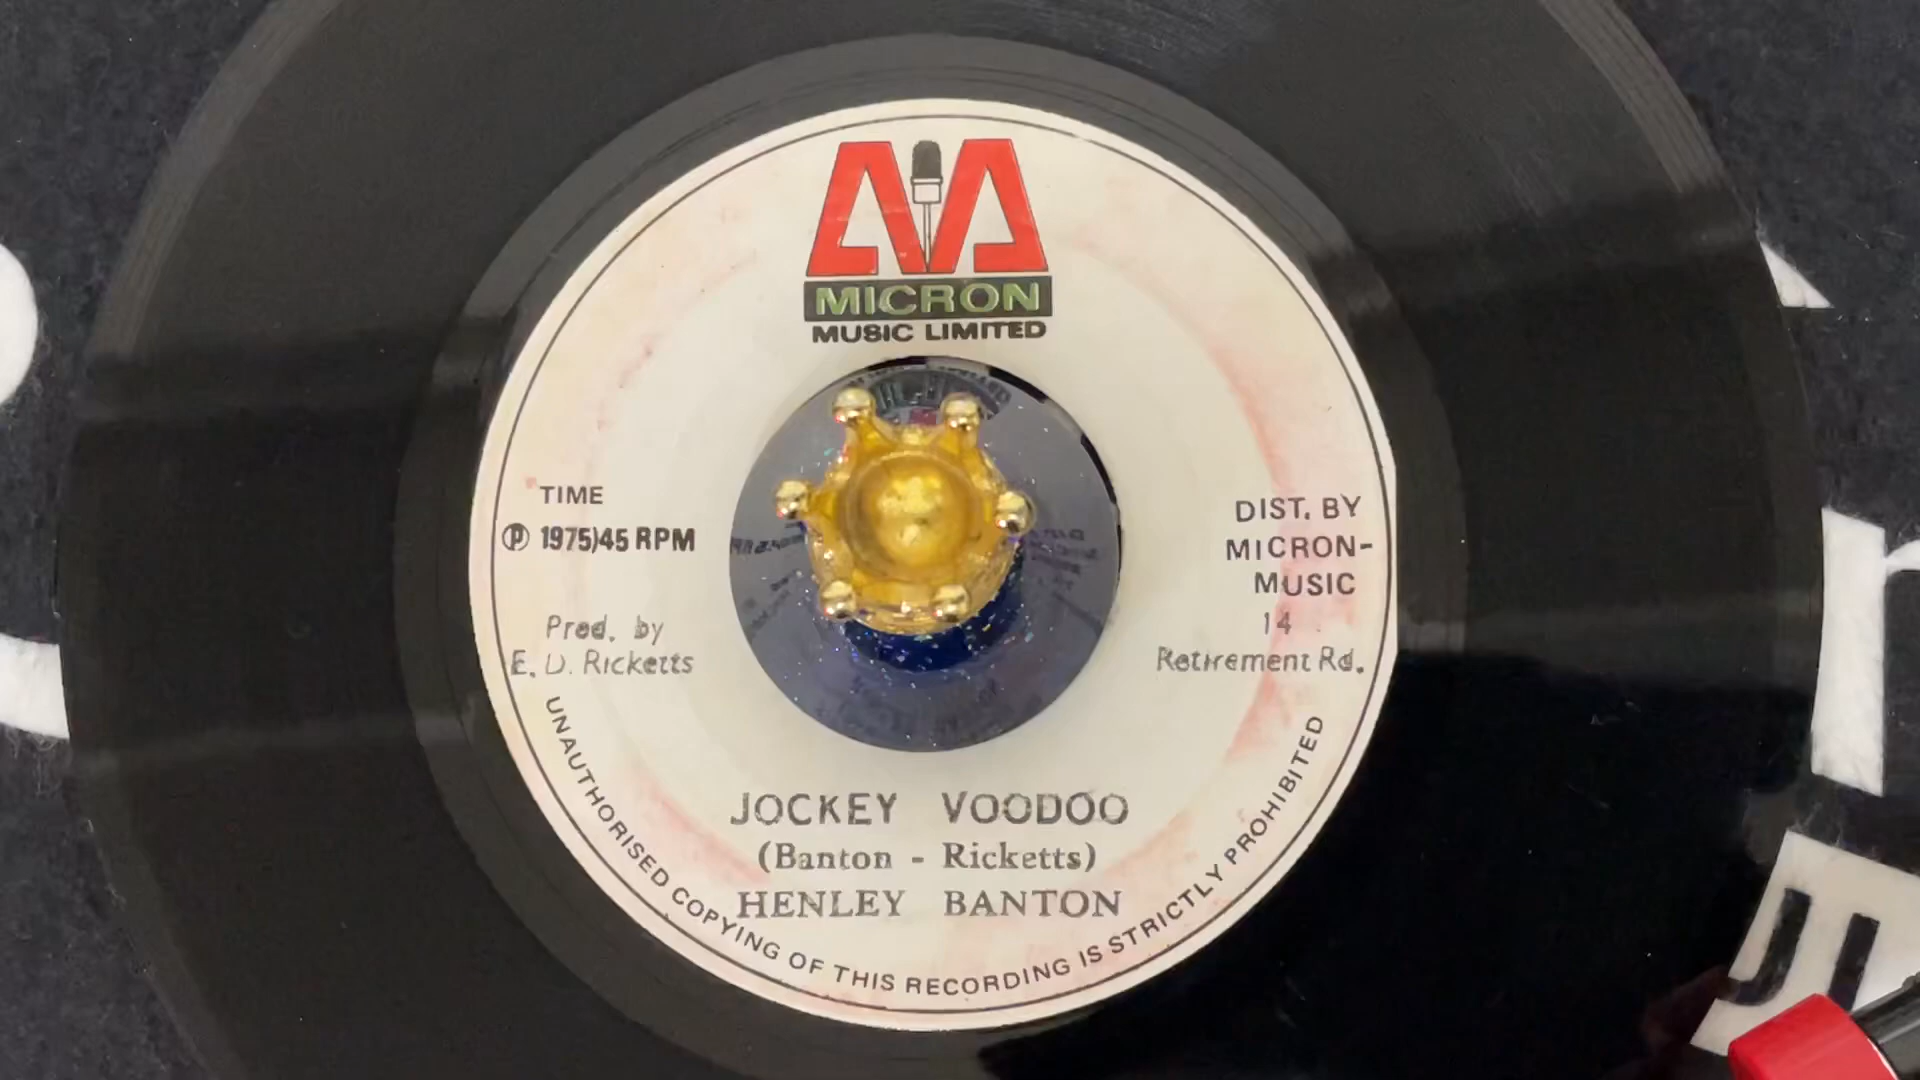 MICRON
MUSIC LIMITED
TIME
Ⓟ 1975)45 RPM
Prod. by
E. D. Ricketts
DIST. BY
MICRON-
MUSIC
14
Retirement Rd.
JOCKEY VOODOO
(Banton - Ricketts)
HENLEY BANTON
UNAUTHORISED COPYING OF THIS RECORDING IS STRICTLY PROHIBITED